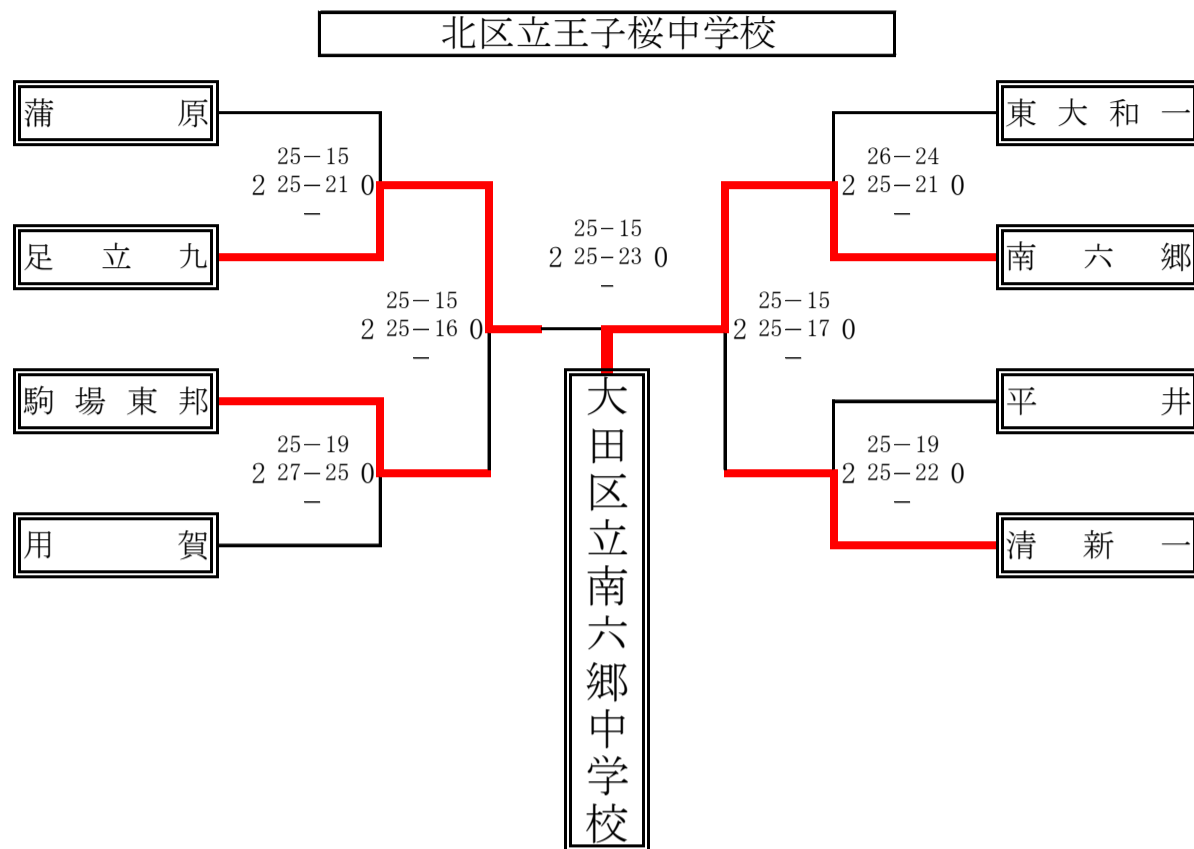 北区立王子桜中学校
蒲原
東大和一
25-15
2 25-21 0
-
26-24
2 25-21 0
-
足立九
南六郷
25-15
2 25-23 0
-
25-15
2 25-16 0
-
25-15
2 25-17 0
-
駒場東邦
平井
25-19
2 27-25 0
-
25-19
2 25-22 0
-
用賀
清新一
大田区立南六郷中学校